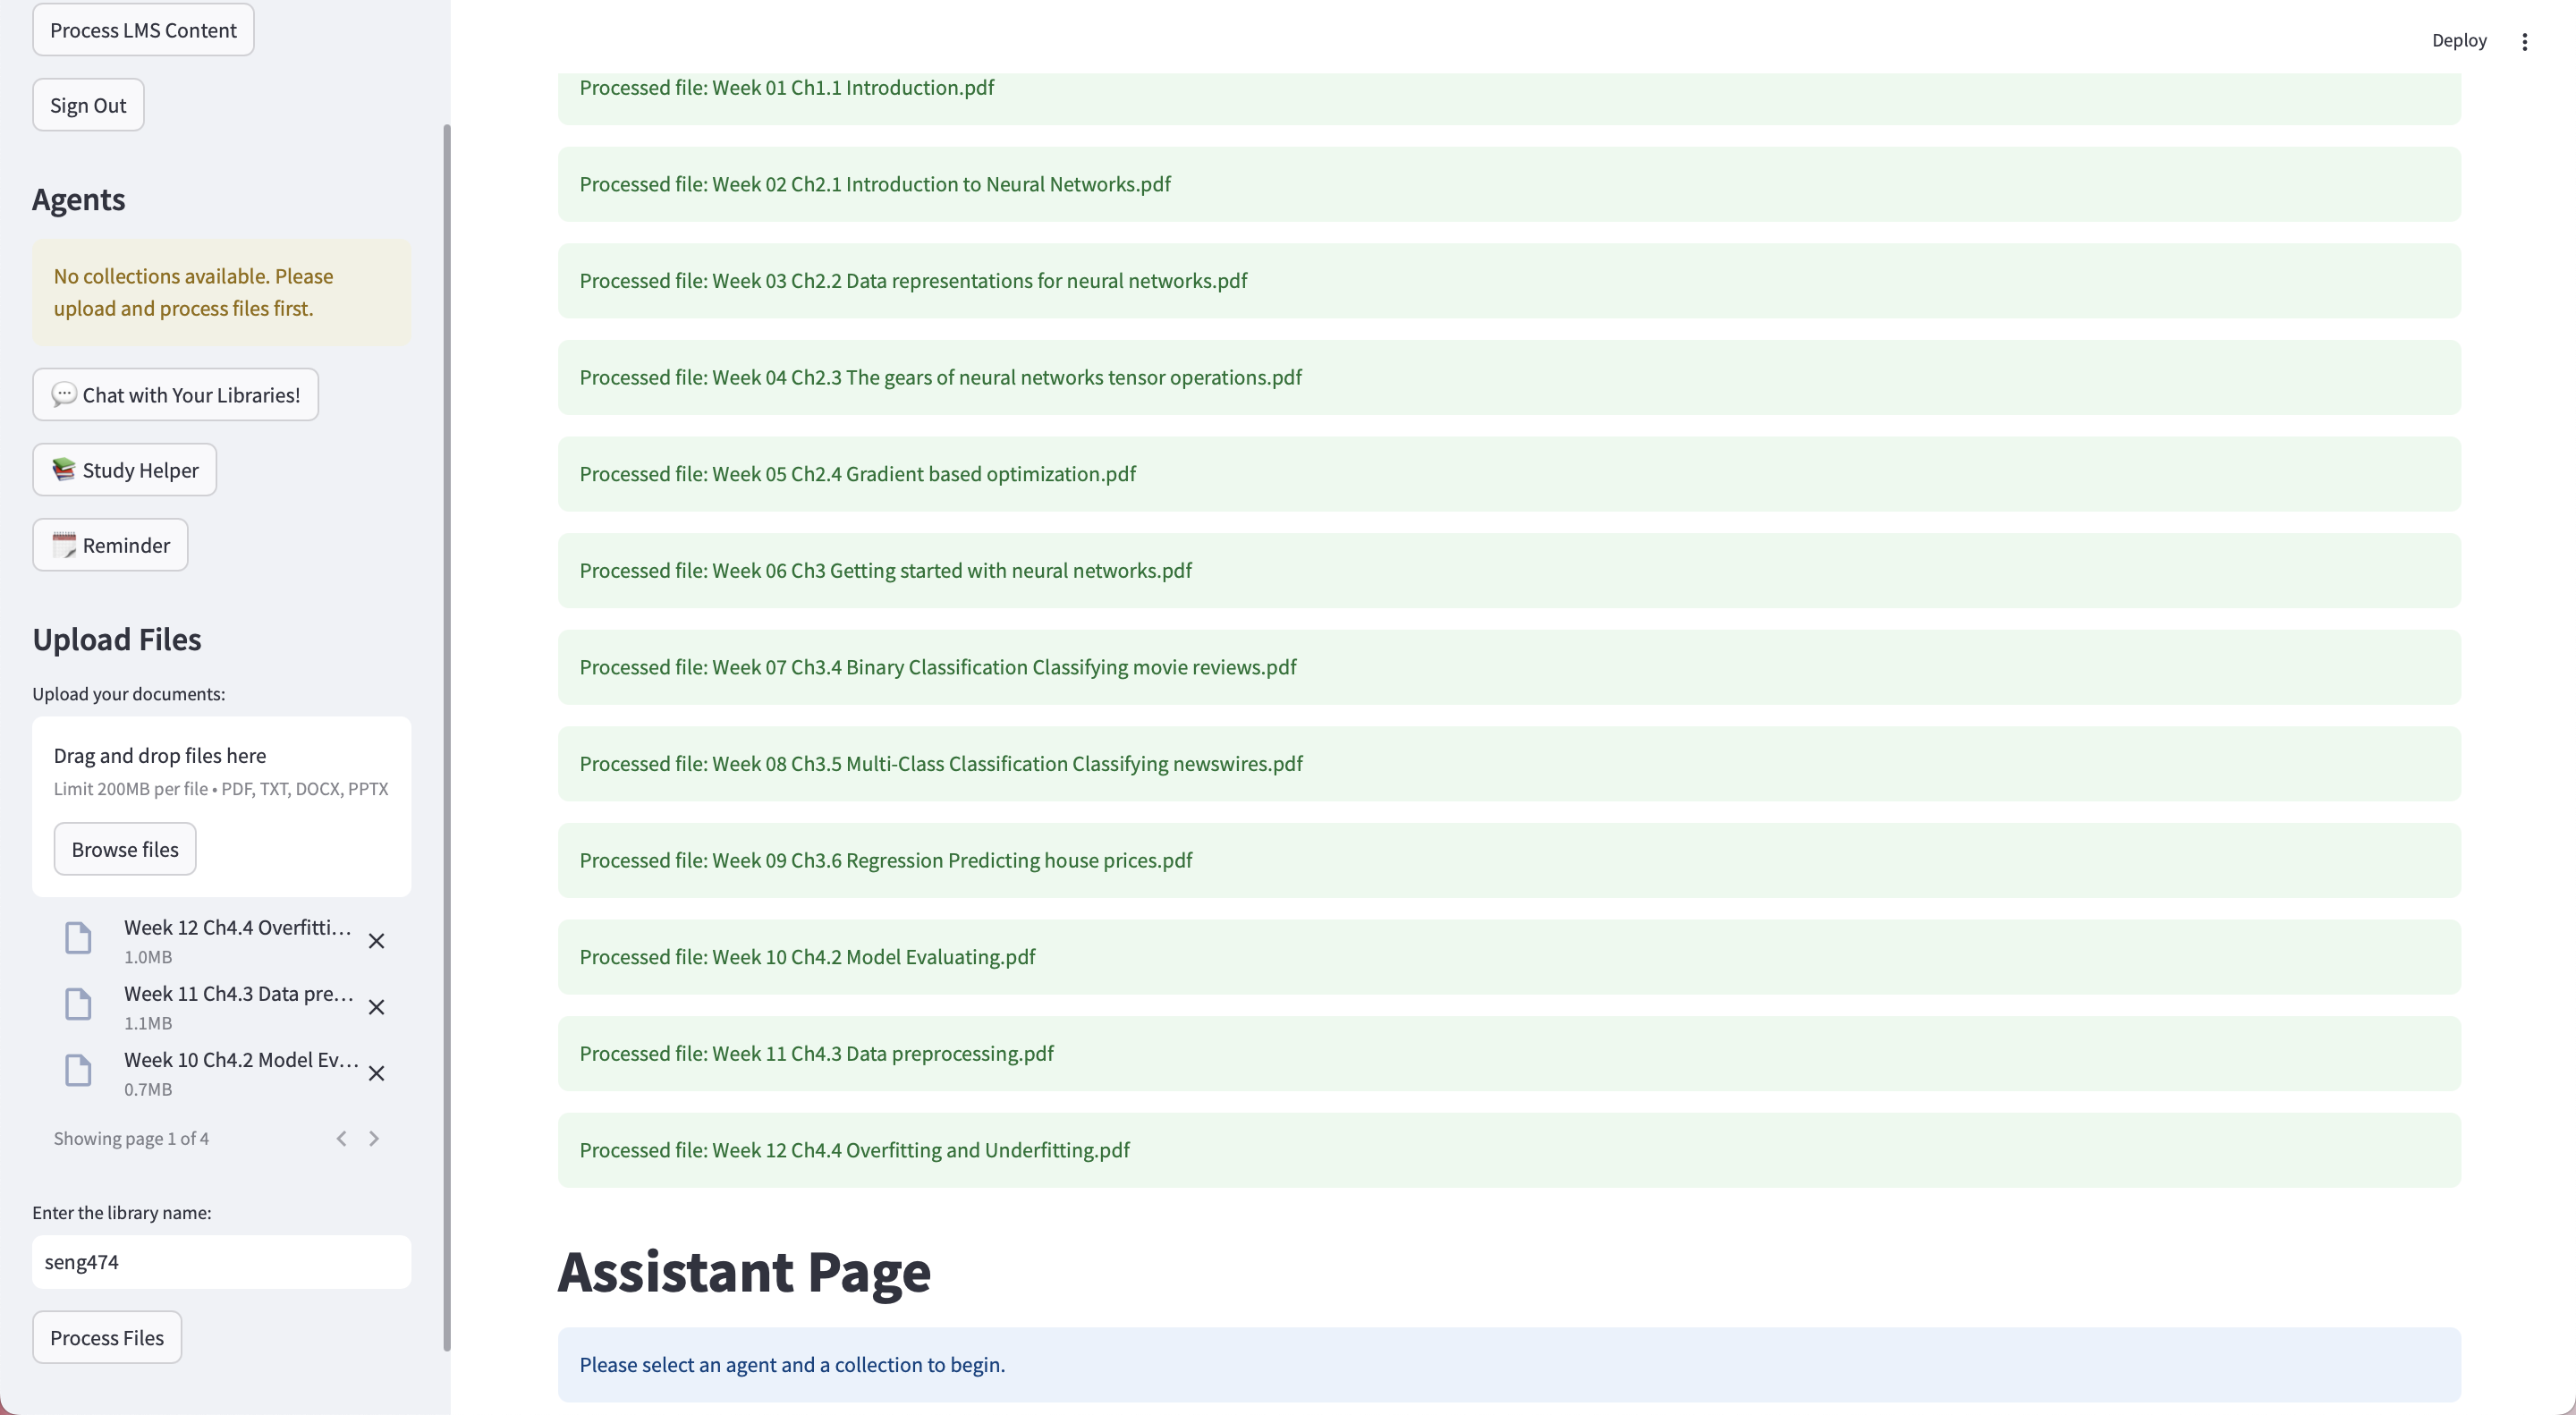 Process LMS Content
Sign Out
Agents
No collections available. Please
upload and process files first.
Chat with Your Libraries!
Study Helper
Reminder
Upload Files
Upload your documents:
Drag and drop files here
Limit 200MB per file • PDF, TXT, DOCX, PPTX
Browse files
Week 12 Ch4.4 Overfitti...
1.0MB
Week 11 Ch4.3 Data pre...
1.1MB
Week 10 Ch4.2 Model Ev...
0.7MB
Showing page 1 of 4
Enter the library name:
seng474
Process Files
Deploy
Processed file: Week 01 Ch1.1 Introduction.pdf
Processed file: Week 02 Ch2.1 Introduction to Neural Networks.pdf
Processed file: Week 03 Ch2.2 Data representations for neural networks.pdf
Processed file: Week 04 Ch2.3 The gears of neural networks tensor operations.pdf
Processed file: Week 05 Ch2.4 Gradient based optimization.pdf
Processed file: Week 06 Ch3 Getting started with neural networks.pdf
Processed file: Week 07 Ch3.4 Binary Classification Classifying movie reviews.pdf
Processed file: Week 08 Ch3.5 Multi-Class Classification Classifying newswires.pdf
Processed file: Week 09 Ch3.6 Regression Predicting house prices.pdf
Processed file: Week 10 Ch4.2 Model Evaluating.pdf
Processed file: Week 11 Ch4.3 Data preprocessing.pdf
Processed file: Week 12 Ch4.4 Overfitting and Underfitting.pdf
Assistant Page
Please select an agent and a collection to begin.